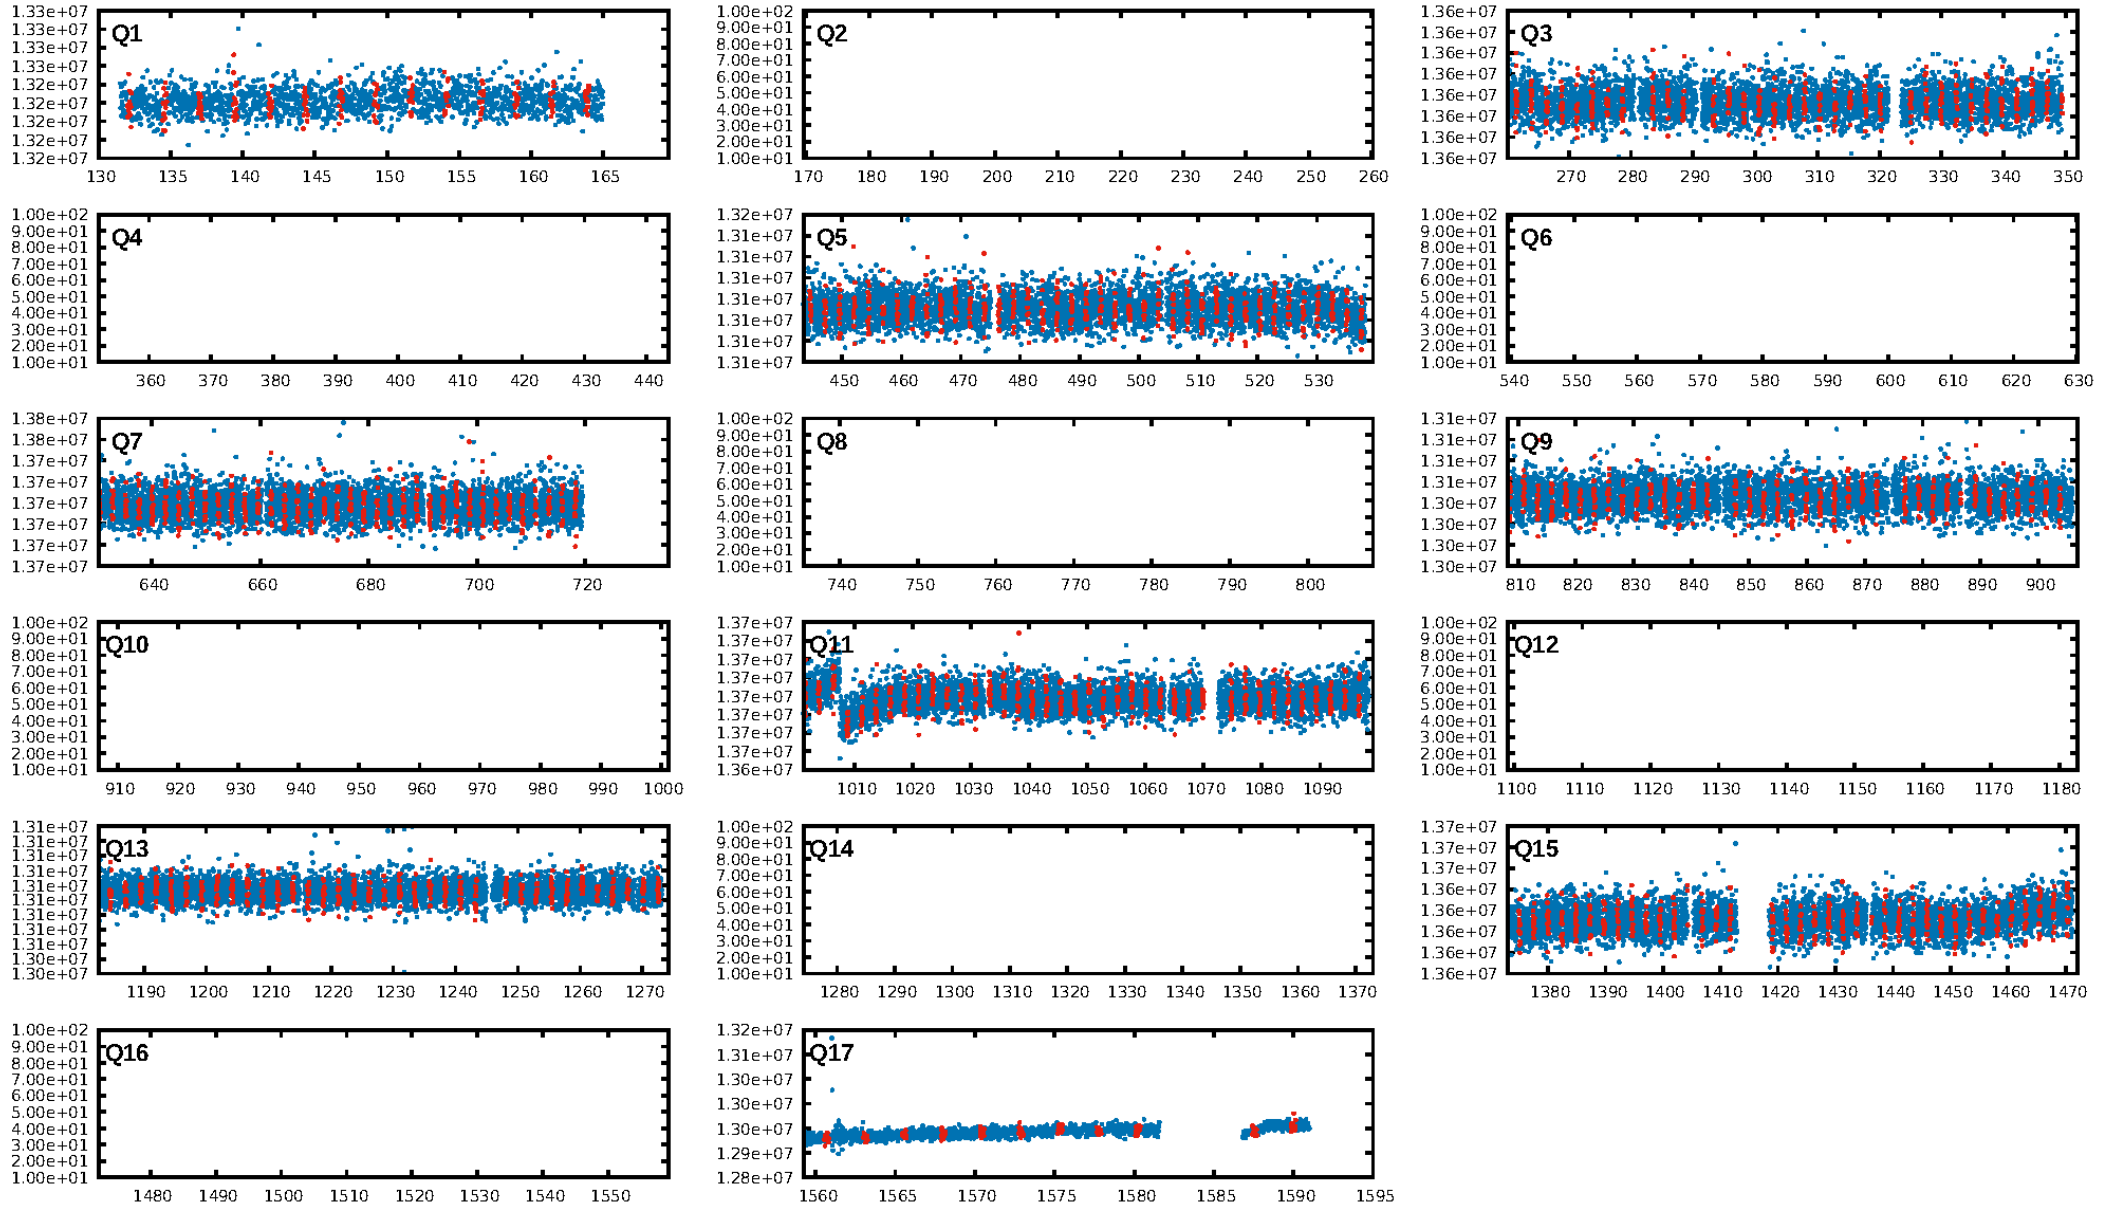 Q1
1.33e+07
1.33e+07
1.33e+07
1.32e+07
1.32e+07
1.32e+07
1.32e+07
1.32e+07
1.32e+07
130 135 140 145 150 155 160 165
Q2
1.00e+02
9.00e+01
8.00e+01
7.00e+01
6.00e+01
5.00e+01
4.00e+01
3.00e+01
2.00e+01
1.00e+01
170 180 190 200 210 220 230 240 250 260
Q3
1.36e+07
1.36e+07
1.36e+07
1.36e+07
1.36e+07
1.36e+07
1.36e+07
1.36e+07
270 280 290 300 310 320 330 340 350
Q4
1.00e+02
9.00e+01
8.00e+01
7.00e+01
6.00e+01
5.00e+01
4.00e+01
3.00e+01
2.00e+01
1.00e+01
360 370 380 390 400 410 420 430 440
Q5
1.32e+07
1.31e+07
1.31e+07
1.31e+07
1.31e+07
1.31e+07
1.31e+07
1.31e+07
450 460 470 480 490 500 510 520 530
Q6
1.00e+02
9.00e+01
8.00e+01
7.00e+01
6.00e+01
5.00e+01
4.00e+01
3.00e+01
2.00e+01
1.00e+01
540 550 560 570 580 590 600 610 620 630
Q7
1.38e+07
1.38e+07
1.37e+07
1.37e+07
1.37e+07
1.37e+07
1.37e+07
1.37e+07
640 660 680 700 720
Q8
1.00e+02
9.00e+01
8.00e+01
7.00e+01
6.00e+01
5.00e+01
4.00e+01
3.00e+01
2.00e+01
1.00e+01
740 750 760 770 780 790 800
Q9
1.31e+07
1.31e+07
1.31e+07
1.31e+07
1.30e+07
1.30e+07
1.30e+07
1.30e+07
810 820 830 840 850 860 870 880 890 900
Q10
1.00e+02
9.00e+01
8.00e+01
7.00e+01
6.00e+01
5.00e+01
4.00e+01
3.00e+01
2.00e+01
1.00e+01
910 920 930 940 950 960 970 980 990 1000
Q11
1.37e+07
1.37e+07
1.37e+07
1.37e+07
1.37e+07
1.37e+07
1.37e+07
1.37e+07
1.36e+07
1010 1020 1030 1040 1050 1060 1070 1080 1090
Q12
1.00e+02
9.00e+01
8.00e+01
7.00e+01
6.00e+01
5.00e+01
4.00e+01
3.00e+01
2.00e+01
1.00e+01
1100 1110 1120 1130 1140 1150 1160 1170 1180
Q13
1.31e+07
1.31e+07
1.31e+07
1.31e+07
1.31e+07
1.31e+07
1.31e+07
1.31e+07
1.31e+07
1.31e+07
1.30e+07
1190 1200 1210 1220 1230 1240 1250 1260 1270
Q14
1.00e+02
9.00e+01
8.00e+01
7.00e+01
6.00e+01
5.00e+01
4.00e+01
3.00e+01
2.00e+01
1.00e+01
1280 1290 1300 1310 1320 1330 1340 1350 1360 1370
Q15
1.37e+07
1.37e+07
1.37e+07
1.36e+07
1.36e+07
1.36e+07
1.36e+07
1.36e+07
1380 1390 1400 1410 1420 1430 1440 1450 1460 1470
Q16
1.00e+02
9.00e+01
8.00e+01
7.00e+01
6.00e+01
5.00e+01
4.00e+01
3.00e+01
2.00e+01
1.00e+01
1480 1490 1500 1510 1520 1530 1540 1550
Q17
1.32e+07
1.31e+07
1.30e+07
1.30e+07
1.30e+07
1.29e+07
1.28e+07
1560 1565 1570 1575 1580 1585 1590 1595